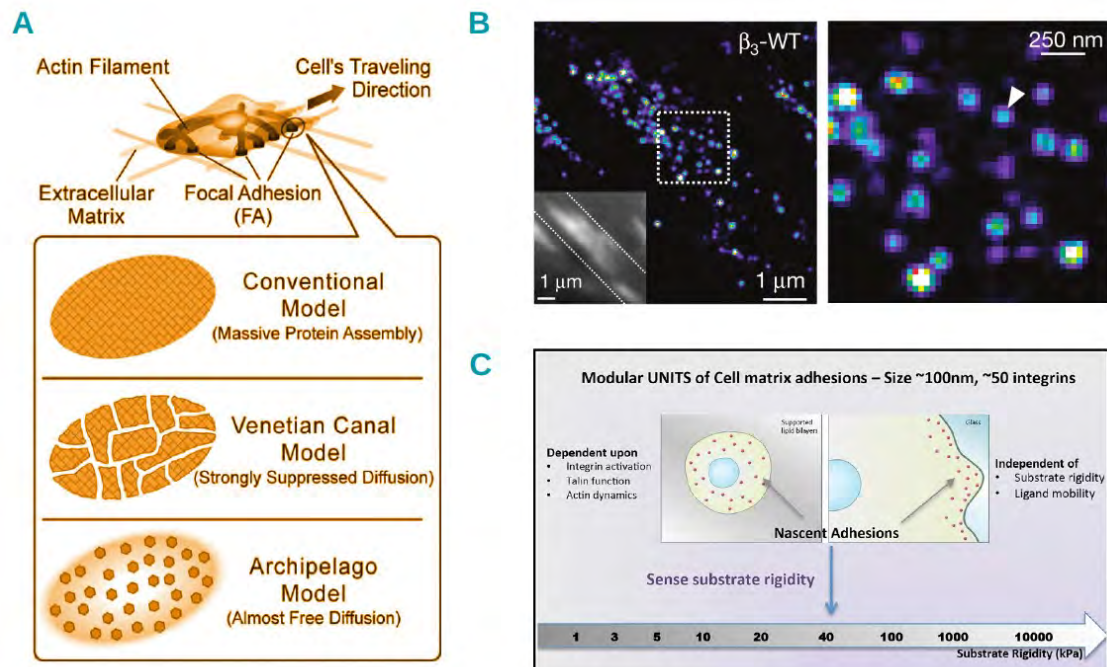 A
Actin Filament
Cell's Traveling
Direction
Extracellular
Matrix
Focal Adhesion
(FA)
Conventional
Model
(Massive Protein Assembly)
Venetian Canal
Model
(Strongly Suppressed Diffusion)
Archipelago
Model
(Almost Free Diffusion)
B
β3-WT
1 μm
1 μm
250 nm
C
Modular UNITS of Cell matrix adhesions – Size ~100nm, ~50 integrins
Supported
lipid bilayers
Glass
Dependent upon
• Integrin activation
• Talin function
• Actin dynamics
Independent of
• Substrate rigidity
• Ligand mobility
Nascent Adhesions
Sense substrate rigidity
1 3 5 10 20 40 100 1000 10000
Substrate Rigidity (kPa)